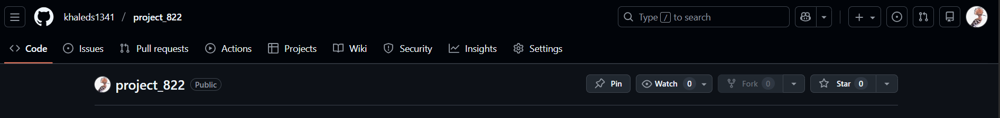 khaleds1341 / project_822 Type / to search
Code Issues Pull requests Actions Projects Wiki Security Insights Settings
project_822 Public Pin Watch 0 Fork 0 Star 0